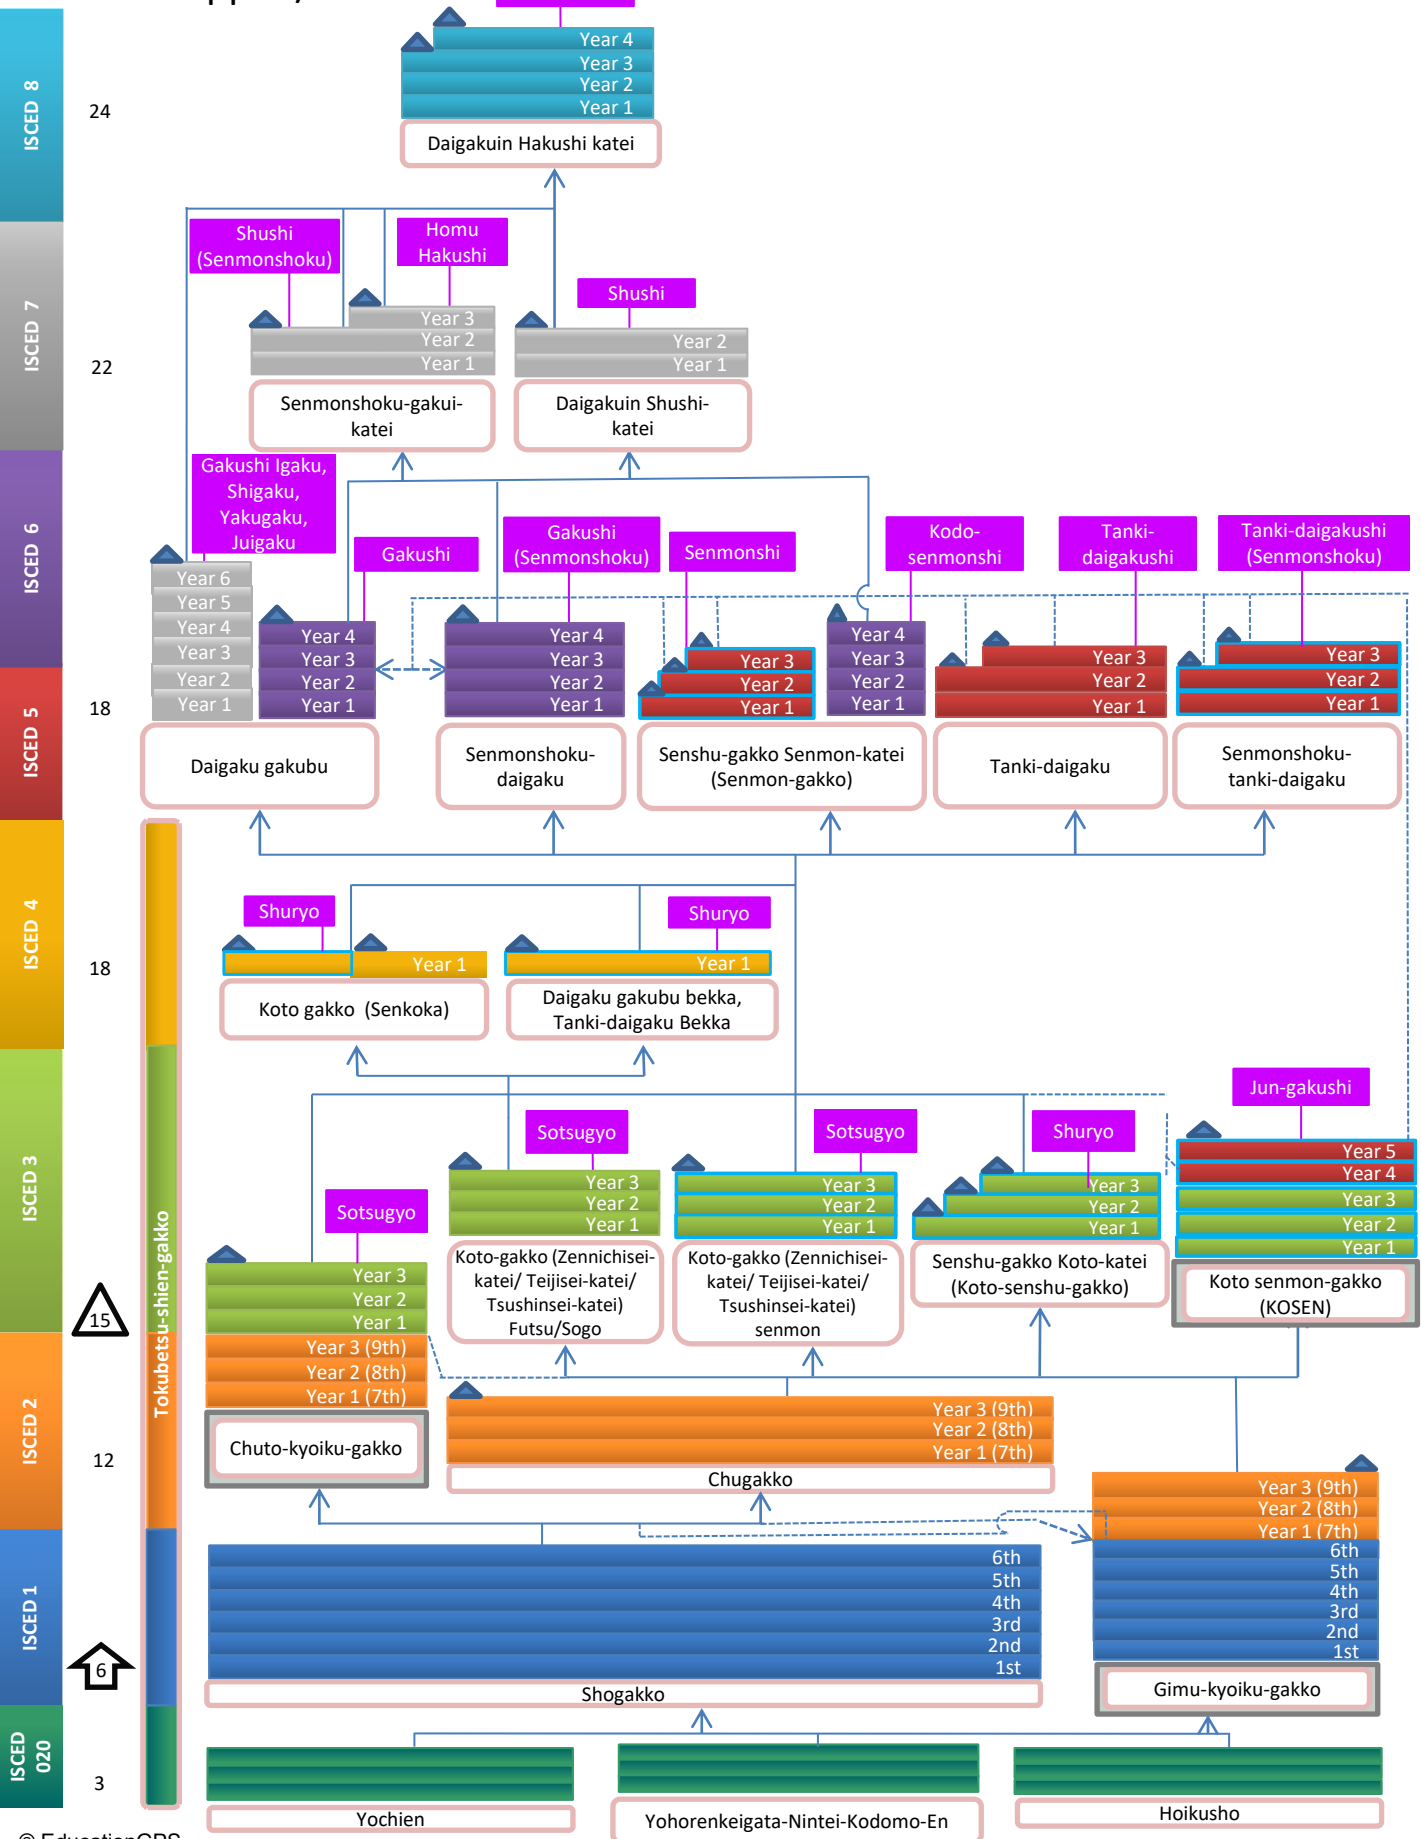 Year 4
Year 3
Year 2
Year 1
ISCED 8
24
Daigakuin Hakushi katei
Shushi
(Senmonshoku)
Homu
Hakushi
Shushi
Year 3
Year 2
Year 1
Year 2
Year 1
ISCED 7
22
Senmonshoku-gakui-
katei
Daigakuin Shushi-
katei
Gakushi Igaku,
Shigaku,
Yakugaku,
Juigaku
Gakushi
Gakushi
(Senmonshoku)
Senmonshi
Kodo-
senmonshi
Tanki-
daigakushi
Tanki-daigakushi
(Senmonshoku)
ISCED 6
Year 6
Year 5
Year 4
Year 3
Year 2
Year 1
Year 4
Year 3
Year 2
Year 1
Year 4
Year 3
Year 2
Year 1
Year 3
Year 2
Year 1
Year 4
Year 3
Year 2
Year 1
Year 3
Year 2
Year 1
Year 3
Year 2
Year 1
ISCED 5
18
Daigaku gakubu
Senmonshoku-
daigaku
Senshu-gakko Senmon-katei
(Senmon-gakko)
Tanki-daigaku
Senmonshoku-
tanki-daigaku
Shuryo
Shuryo
ISCED 4
18
Year 1
Year 1
Koto gakko (Senkoka)
Daigaku gakubu bekka,
Tanki-daigaku Bekka
Jun-gakushi
Sotsugyo
Sotsugyo
Shuryo
Sotsugyo
ISCED 3
15
Tokubetsu-shien-gakko
Year 3
Year 2
Year 1
Year 3
Year 2
Year 1
Year 3
Year 2
Year 1
Year 5
Year 4
Year 3
Year 2
Year 1
Koto-gakko (Zennichisei-
katei/ Teijisei-katei/
Tsushinsei-katei)
Futsu/Sogo
Koto-gakko (Zennichisei-
katei/ Teijisei-katei/
Tsushinsei-katei)
senmon
Senshu-gakko Koto-katei
(Koto-senshu-gakko)
Koto senmon-gakko
(KOSEN)
Year 3
Year 2
Year 1
Year 3 (9th)
Year 2 (8th)
Year 1 (7th)
ISCED 2
12
Chuto-kyoiku-gakko
Year 3 (9th)
Year 2 (8th)
Year 1 (7th)
Chugakko
Year 3 (9th)
Year 2 (8th)
Year 1 (7th)
6th
5th
4th
3rd
2nd
1st
Gimu-kyoiku-gakko
ISCED 1
6
6th
5th
4th
3rd
2nd
1st
Shogakko
ISCED
020
3
Yochien
Yohorenkeigata-Nintei-Kodomo-En
Hoikusho